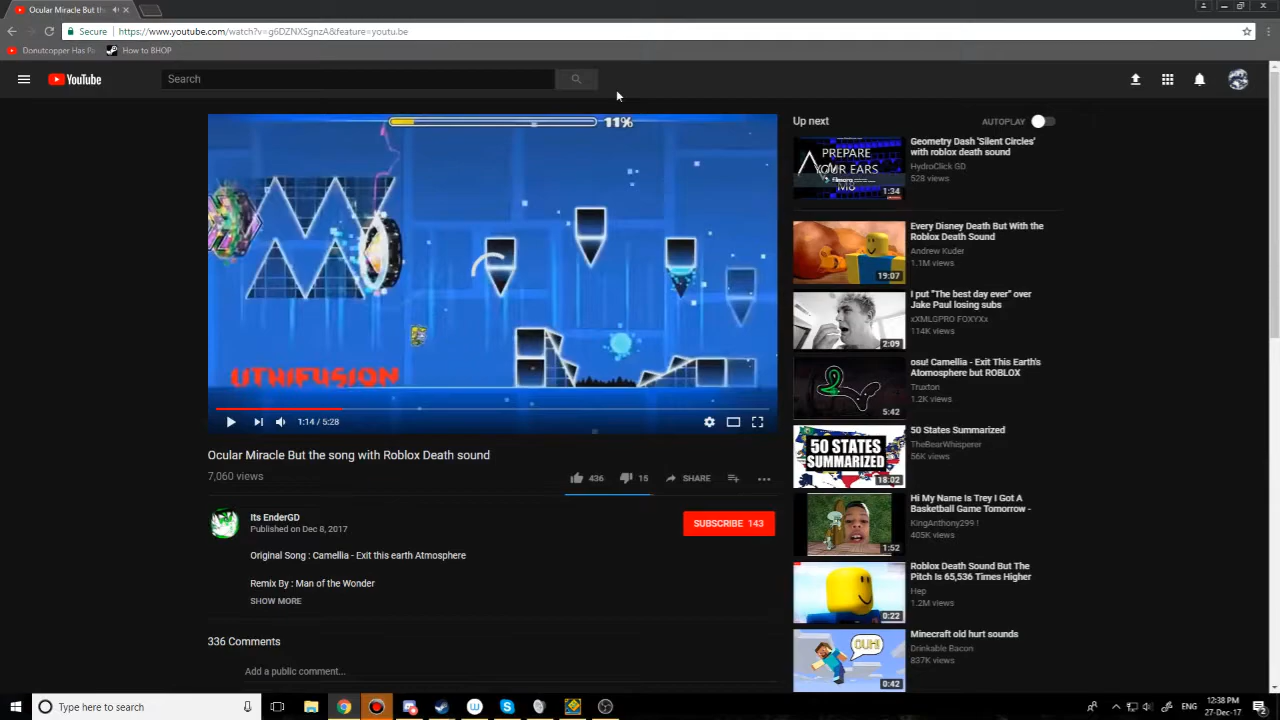 Ocular Miracle But the
Secure
https://www.youtube.com/watch?v=g6DZNXSgnzA&feature=youtu.be
Donutcopper Has Pa
How to BHOP
YouTube
Search
11%
UTHIFUSION
1:14 / 5:28
Ocular Miracle But the song with Roblox Death sound
7,060 views
436
15
SHARE
Its EnderGD
Published on Dec 8, 2017
SUBSCRIBE 143
Original Song : Camellia - Exit this earth Atmosphere
Remix By : Man of the Wonder
SHOW MORE
336 Comments
Add a public comment...
Up next
AUTOPLAY
PREPARE
YOUR EARS
M8
1:34
Geometry Dash 'Silent Circles'
with roblox death sound
HydroClick GD
528 views
19:07
Every Disney Death But With the
Roblox Death Sound
Andrew Kuder
1.1M views
2:09
I put "The best day ever" over
Jake Paul losing subs
xXMLGPRO FOXYXx
114K views
5:42
osu! Camellia - Exit This Earth's
Atomosphere but ROBLOX
Truxton
1.2K views
50 STATES
SUMMARIZED
18:02
50 States Summarized
TheBearWhisperer
56K views
1:52
Hi My Name Is Trey I Got A
Basketball Game Tomorrow -
KingAnthony299 !
405K views
0:22
Roblox Death Sound But The
Pitch Is 65,536 Times Higher
Hep
1.2M views
OUH!
0:42
Minecraft old hurt sounds
Drinkable Bacon
837K views
Type here to search
ENG
12:38 PM
27-Dec-17
2